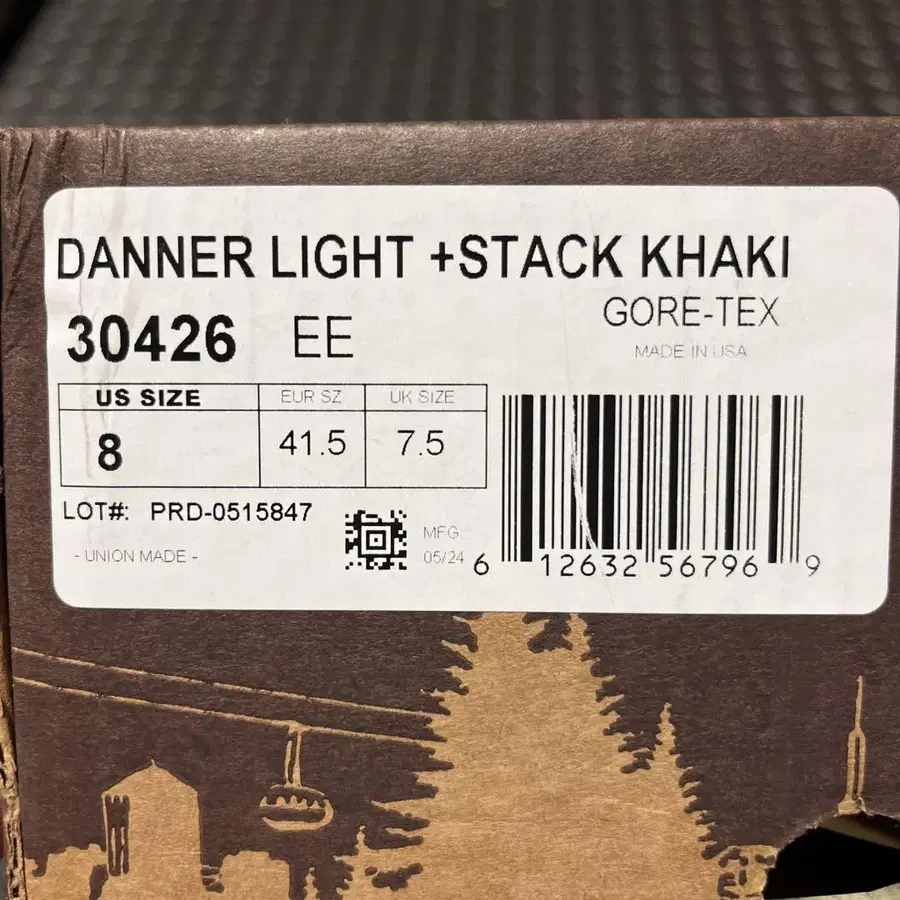 DANNER LIGHT +STACK KHAKI
GORE-TEX
30426 EE
MADE IN USA
US SIZE EUR SZ UK SIZE
8 41.5 7.5
LOT#: PRD-0515847
- UNION MADE -
MFG.
05/24
6 12632 56796 9